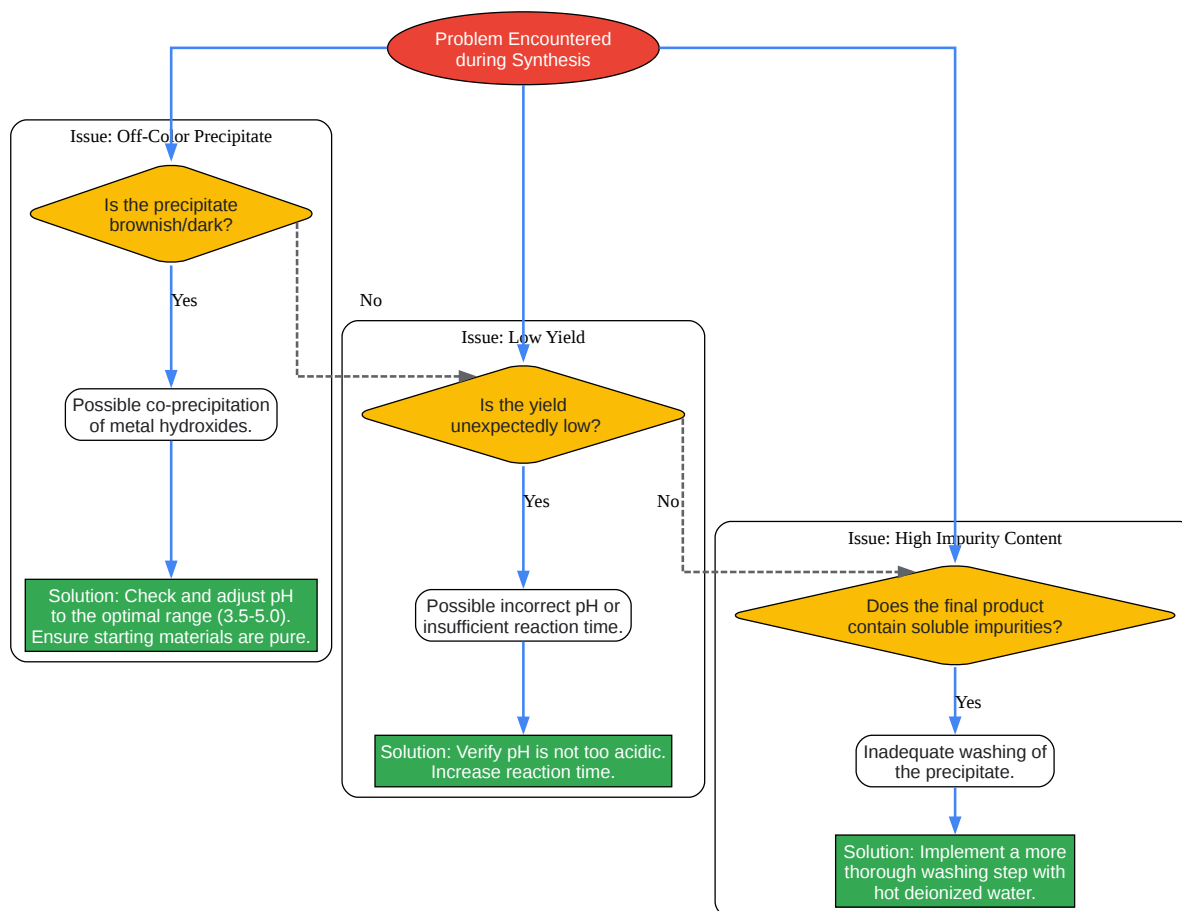 Problem Encountered
during Synthesis
Issue: Off-Color Precipitate
Is the precipitate
brownish/dark?
Yes
No
Possible co-precipitation
of metal hydroxides.
Solution: Check and adjust pH
to the optimal range (3.5-5.0).
Ensure starting materials are pure.
Issue: Low Yield
Is the yield
unexpectedly low?
Yes
No
Possible incorrect pH or
insufficient reaction time.
Solution: Verify pH is not too acidic.
Increase reaction time.
Issue: High Impurity Content
Does the final product
contain soluble impurities?
Yes
Inadequate washing of
the precipitate.
Solution: Implement a more
thorough washing step with
hot deionized water.